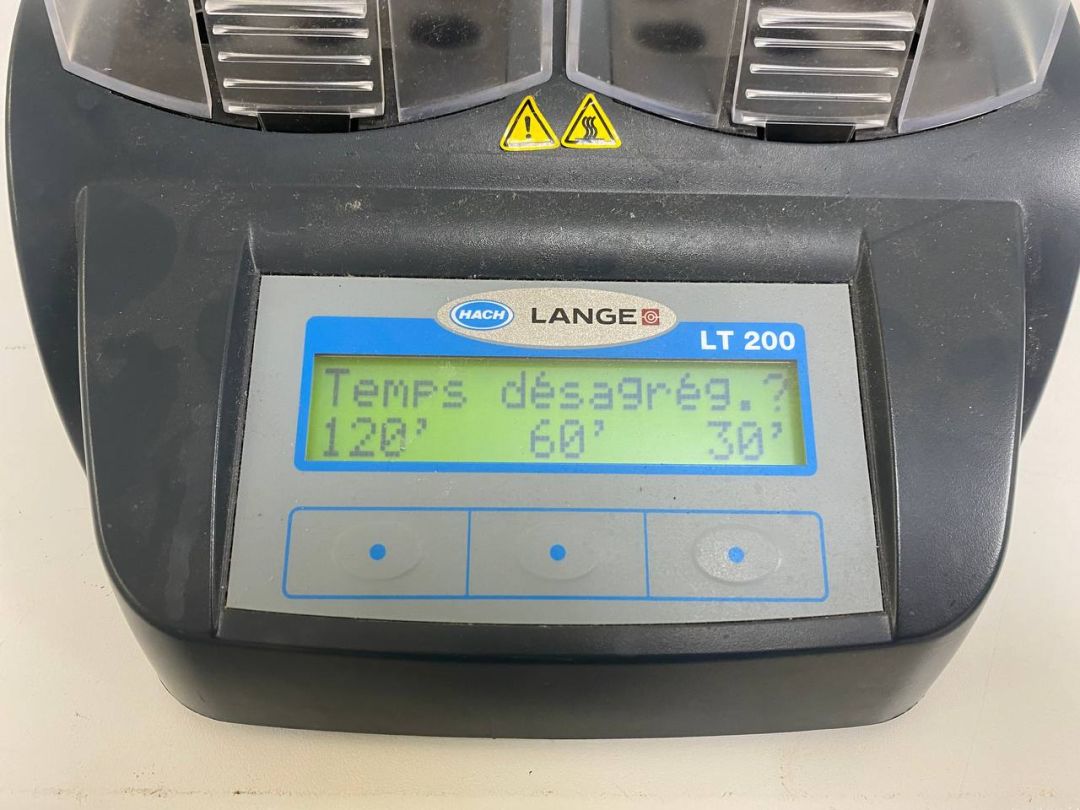 HACH LANGE
LT 200
Temps désagrég.?
120' 60' 30'